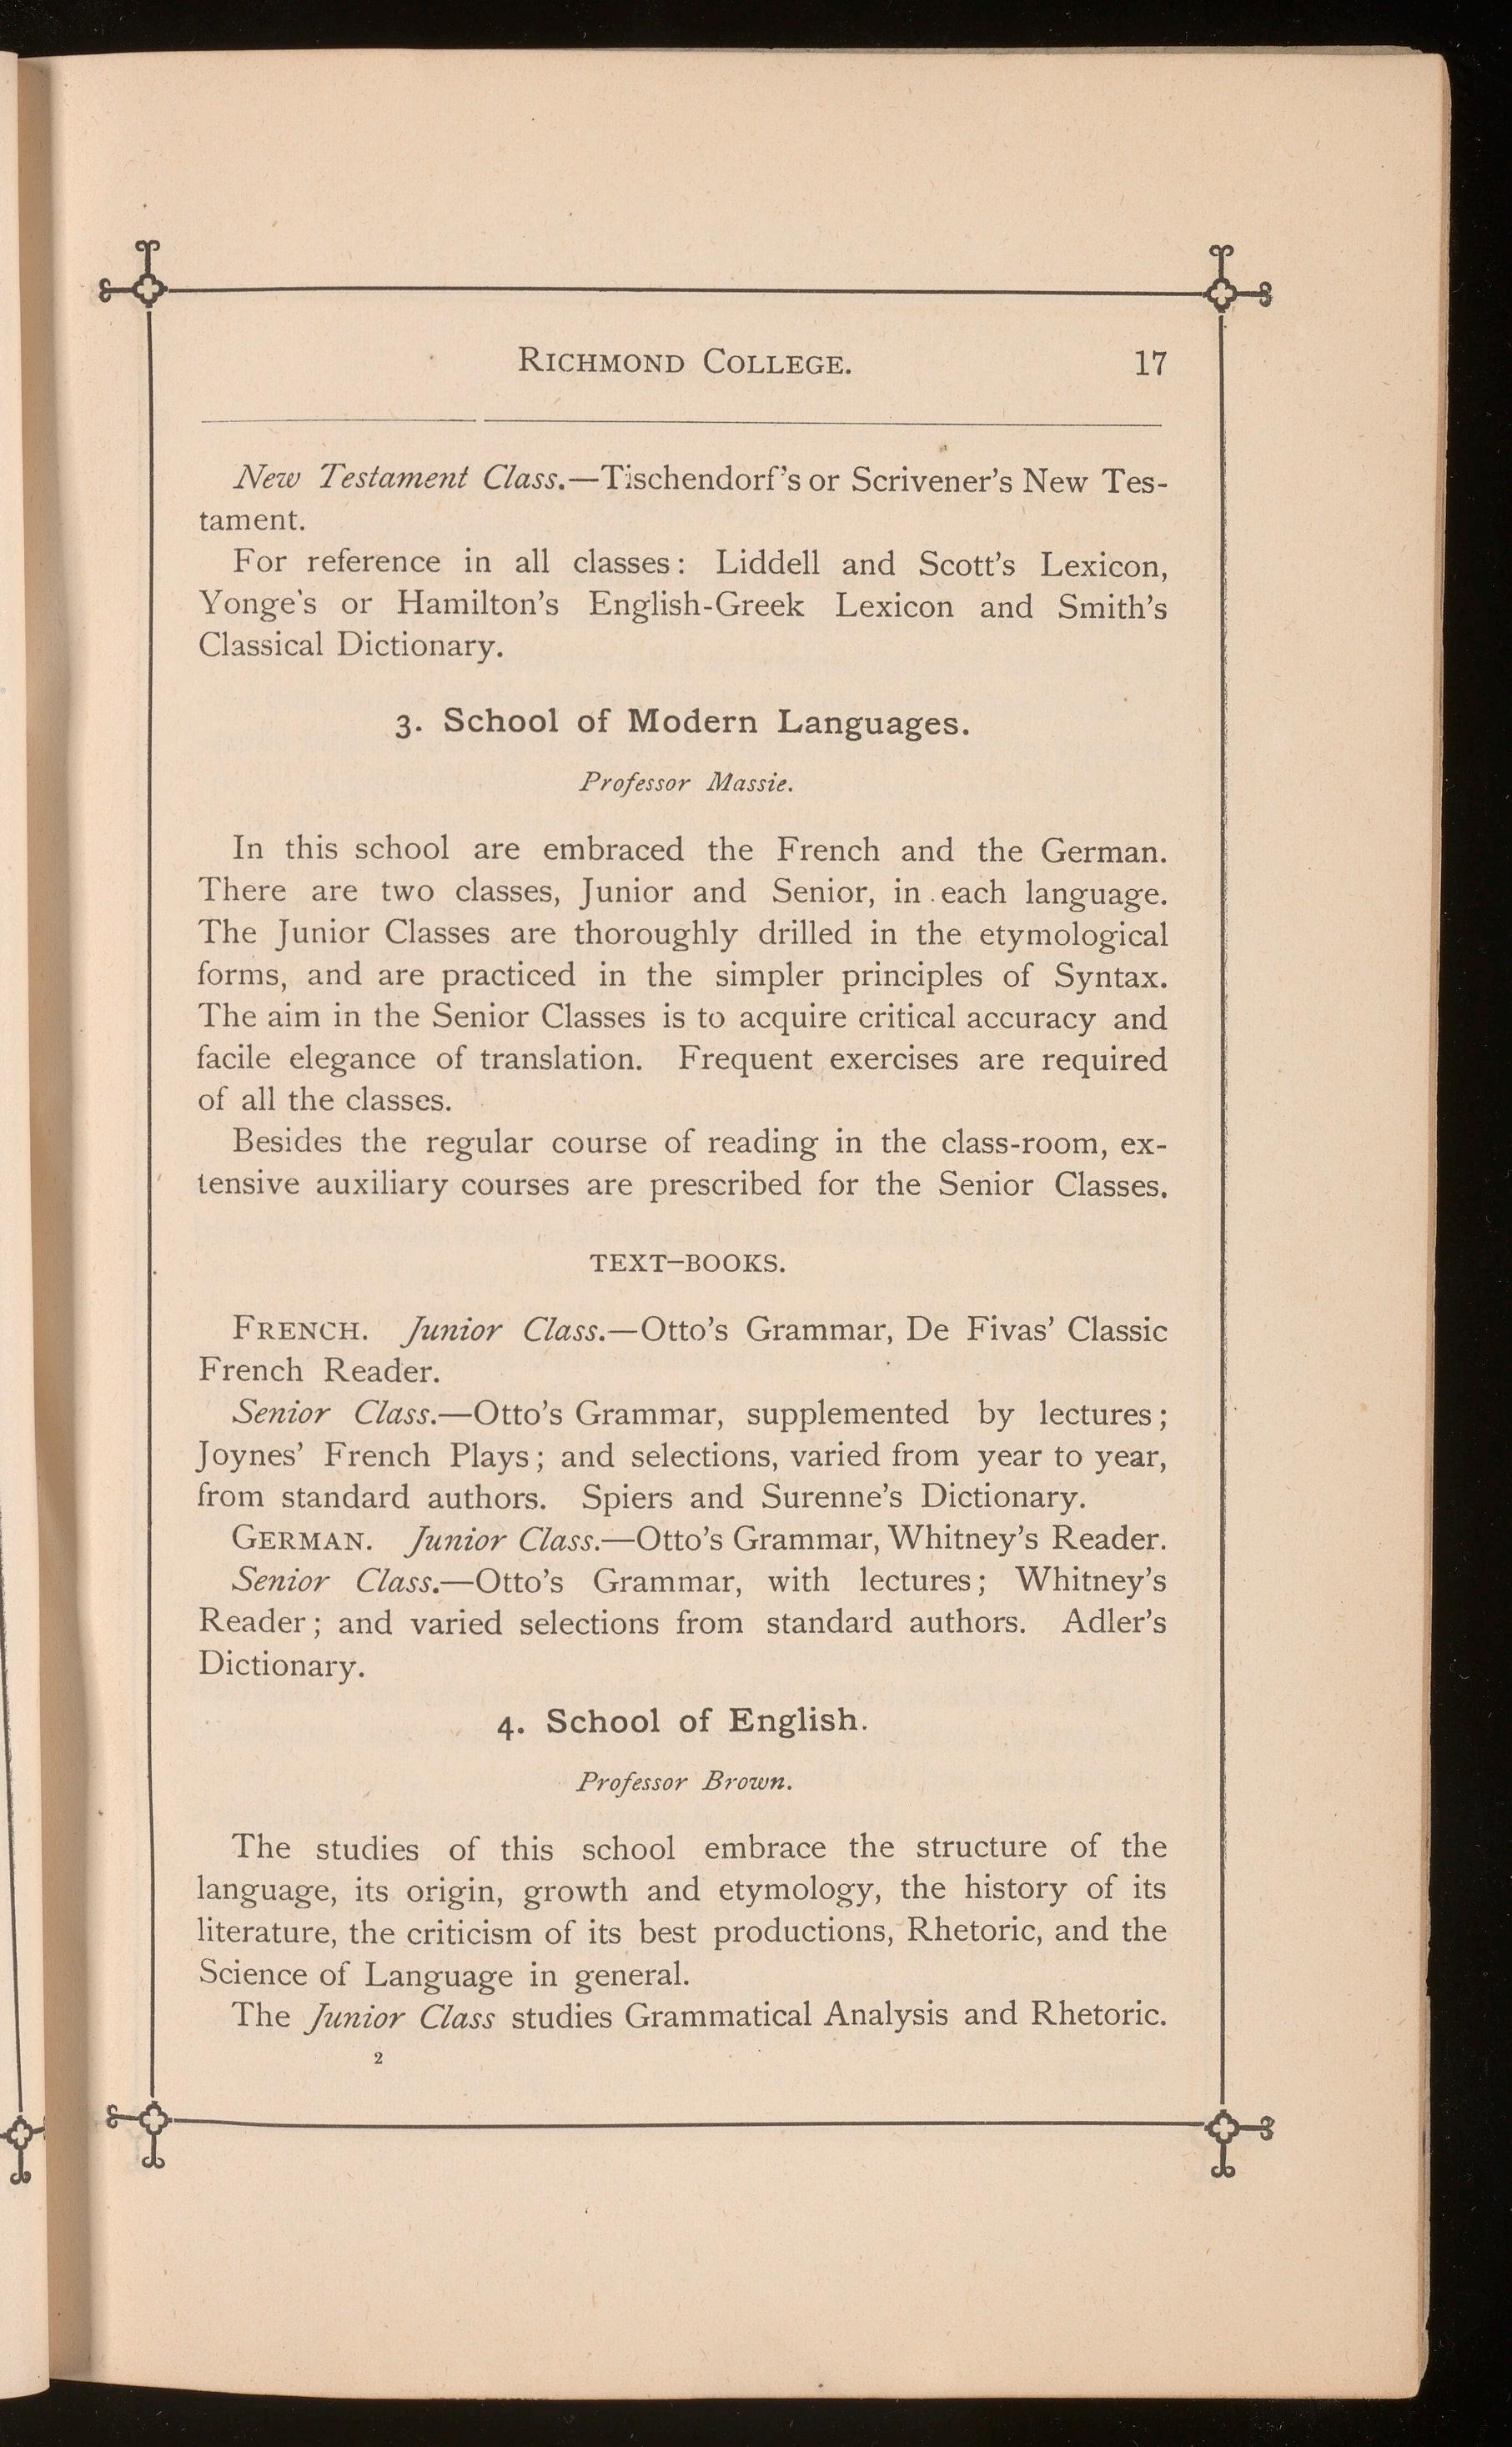 RICHMOND COLLEGE. 17
New Testament Class.—Tischendorf's or Scrivener's New Tes-
tament.
For reference in all classes: Liddell and Scott's Lexicon,
Yonge's or Hamilton's English-Greek Lexicon and Smith's
Classical Dictionary.
3. School of Modern Languages.
Professor Massie.
In this school are embraced the French and the German.
There are two classes, Junior and Senior, in each language.
The Junior Classes are thoroughly drilled in the etymological
forms, and are practiced in the simpler principles of Syntax.
The aim in the Senior Classes is to acquire critical accuracy and
facile elegance of translation. Frequent exercises are required
of all the classes.
Besides the regular course of reading in the class-room, ex-
tensive auxiliary courses are prescribed for the Senior Classes.
TEXT-BOOKS.
FRENCH. Junior Class.—Otto's Grammar, De Fivas' Classic
French Reader.
Senior Class.—Otto's Grammar, supplemented by lectures;
Joynes' French Plays; and selections, varied from year to year,
from standard authors. Spiers and Surenne's Dictionary.
GERMAN. Junior Class.—Otto's Grammar, Whitney's Reader.
Senior Class.—Otto's Grammar, with lectures; Whitney's
Reader; and varied selections from standard authors. Adler's
Dictionary.
4. School of English.
Professor Brown.
The studies of this school embrace the structure of the
language, its origin, growth and etymology, the history of its
literature, the criticism of its best productions, Rhetoric, and the
Science of Language in general.
The Junior Class studies Grammatical Analysis and Rhetoric.
2